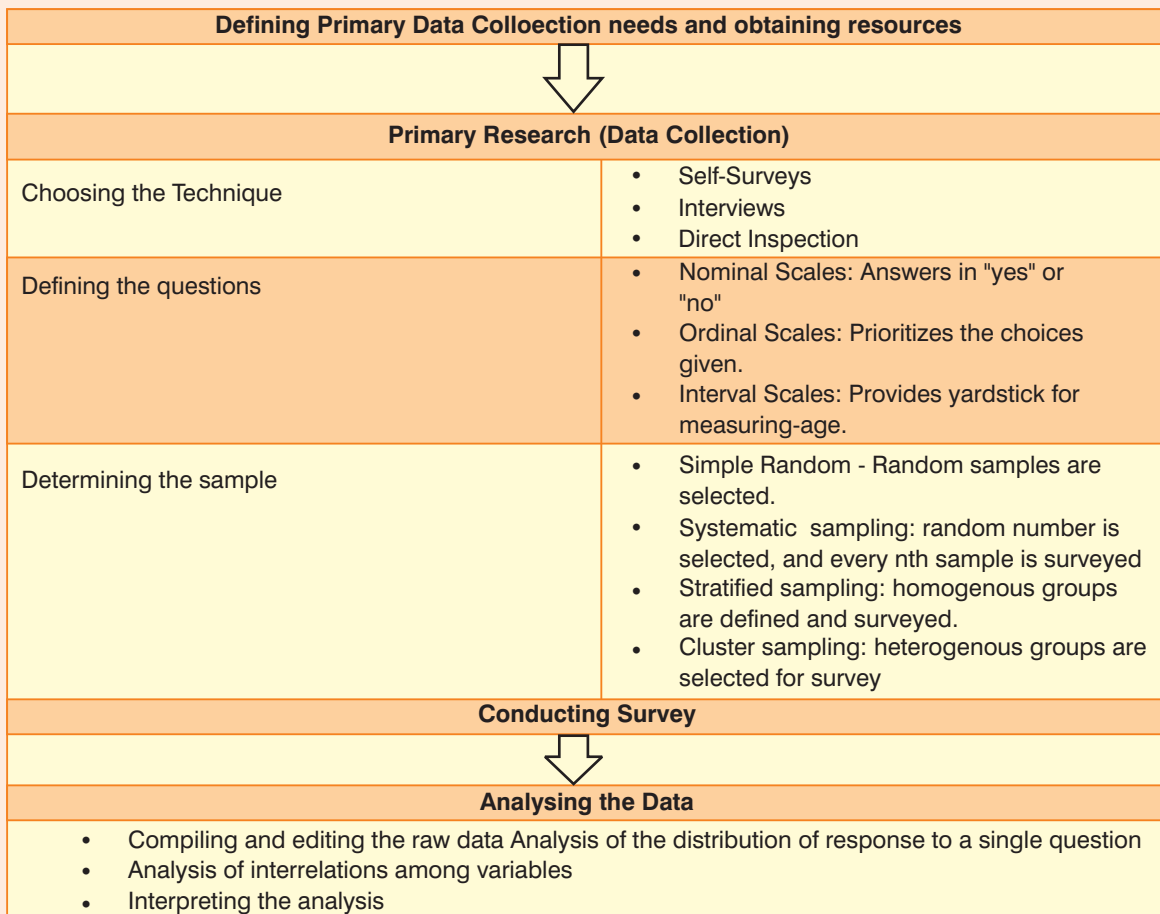 Defining Primary Data Colloection needs and obtaining resources
Primary Research (Data Collection)
Choosing the Technique
• Self-Surveys
• Interviews
• Direct Inspection
Defining the questions
• Nominal Scales: Answers in "yes" or
"no"
• Ordinal Scales: Prioritizes the choices
given.
• Interval Scales: Provides yardstick for
measuring-age.
Determining the sample
• Simple Random - Random samples are
selected.
• Systematic sampling: random number is
selected, and every nth sample is surveyed
• Stratified sampling: homogenous groups
are defined and surveyed.
• Cluster sampling: heterogenous groups are
selected for survey
Conducting Survey
Analysing the Data
• Compiling and editing the raw data Analysis of the distribution of response to a single question
• Analysis of interrelations among variables
• Interpreting the analysis